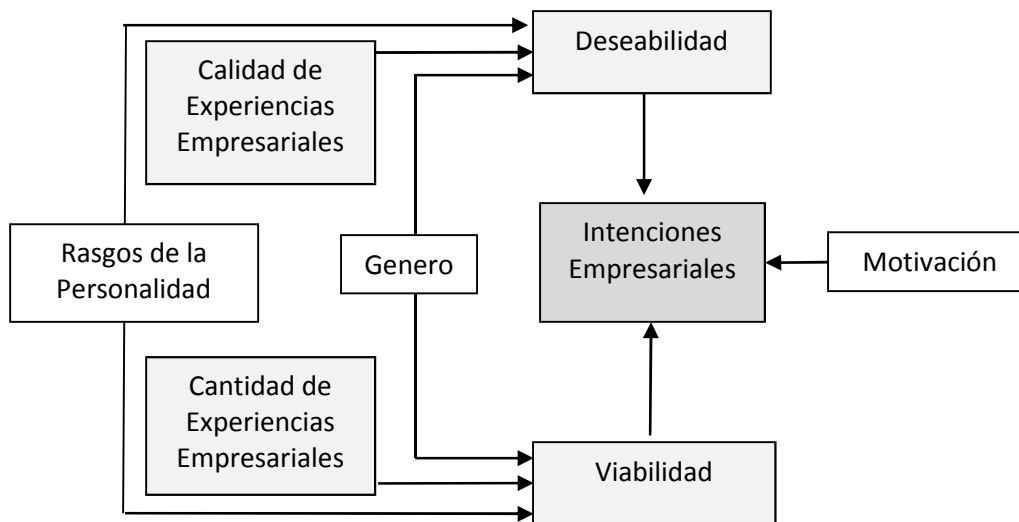 Deseabilidad
Calidad de
Experiencias
Empresariales
Rasgos de la
Personalidad
Genero
Intenciones
Empresariales
Motivación
Cantidad de
Experiencias
Empresariales
Viabilidad